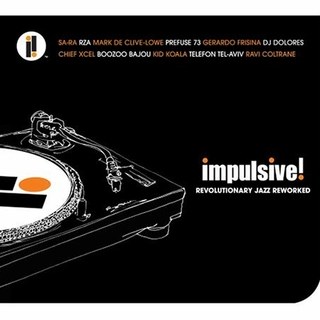 i!
SA-RA RZA MARK DE CLIVE-LOWE PREFUSE 73 GERARDO FRISINA DJ DOLORES
CHIEF XCEL BOOZOO BAJOU KID KOALA TELEFON TEL-AVIV RAVI COLTRANE
impulsive!
REVOLUTIONARY JAZZ REWORKED